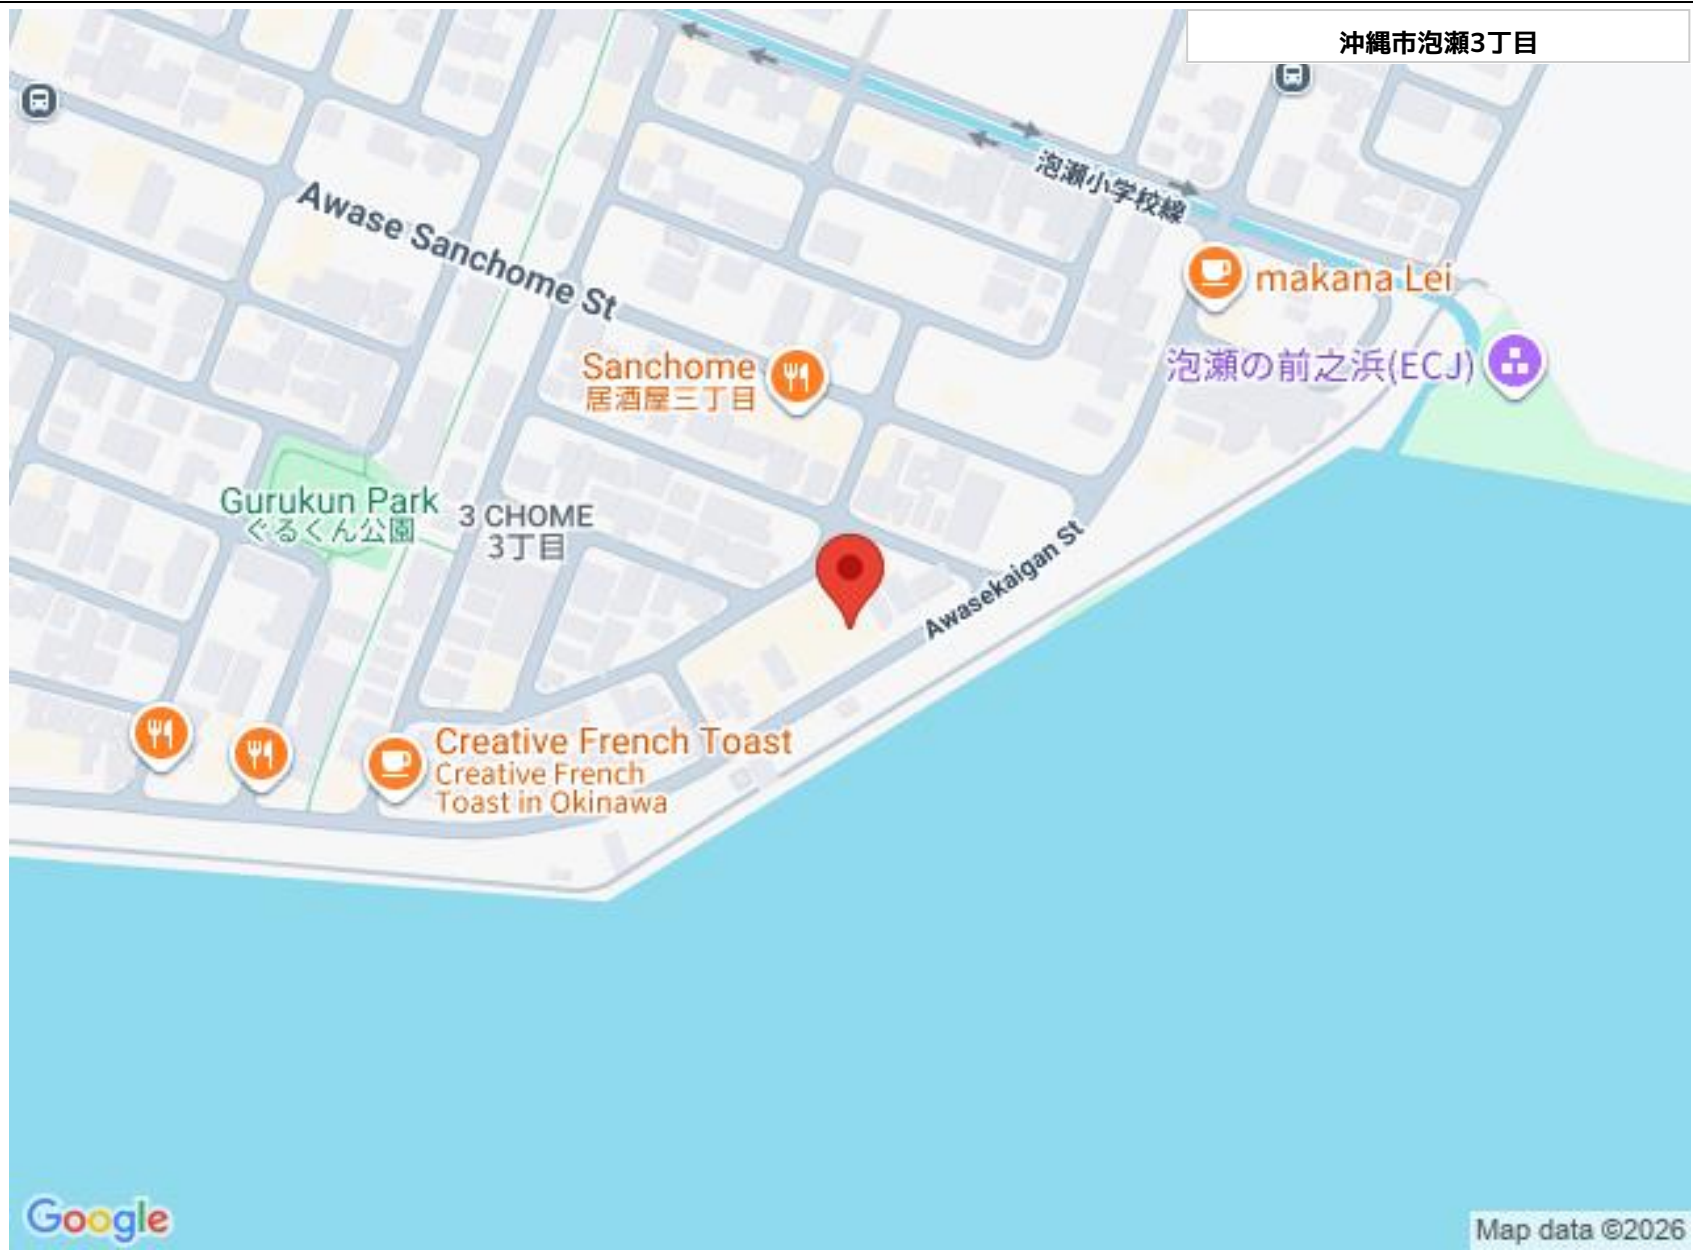 沖縄市泡瀬3丁目
泡瀬小学校線
Awase Sanchome St
makana Lei
泡瀬の前之浜(ECJ)
Sanchome
居酒屋三丁目
Gurukun Park
ぐるくん公園
3 CHOME
3丁目
Awasekaigan St
Creative French Toast
Creative French
Toast in Okinawa
Google
Map data ©2026